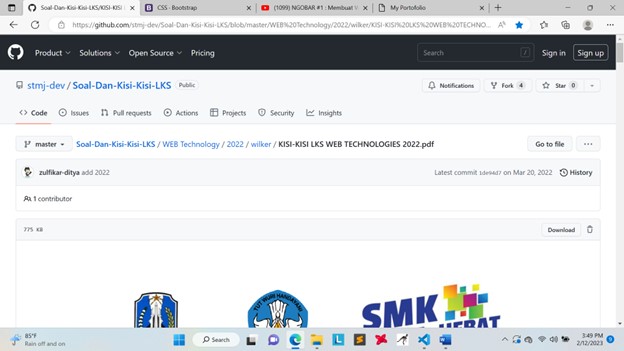 Soal-Dan-Kisi-Kisi-LKS/KISI-KI
CSS · Bootstrap
(1099) NGOBAR #1 : Membuat V
My Portofolio
https://github.com/stmj-dev/Soal-Dan-Kisi-Kisi-LKS/blob/master/WEB%20Technology/2022/wilker/KISI-KISI%20LKS%20WEB%20TECHNO...
Product Solutions Open Source Pricing Search / Sign in Sign up
stmj-dev / Soal-Dan-Kisi-Kisi-LKS Public Notifications Fork 4 Star 0
Code Issues Pull requests Actions Projects Security Insights
master Soal-Dan-Kisi-Kisi-LKS / WEB Technology / 2022 / wilker / KISI-KISI LKS WEB TECHNOLOGIES 2022.pdf Go to file ...
zulfikar-ditya add 2022 Latest commit on Mar 20, 2022 History
1 contributor
775 KB Download
TUT WURI HANDAYANI
SMK
HEBAT
85°F
Rain off and on
Search
3:49 PM
2/12/2023